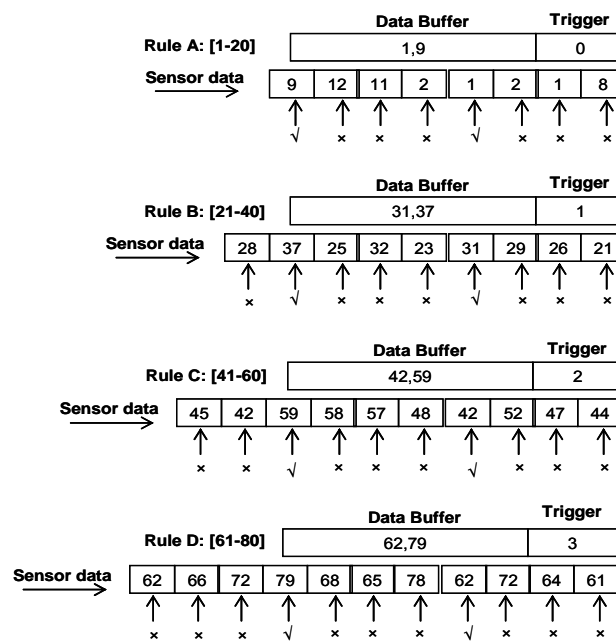 Data Buffer Trigger
Rule A: [1-20] 1,9 0
Sensor data 9 12 11 2 1 2 1 8
√ × × × √ × × ×
Data Buffer Trigger
Rule B: [21-40] 31,37 1
Sensor data 28 37 25 32 23 31 29 26 21
× √ × × × √ × × ×
Data Buffer Trigger
Rule C: [41-60] 42,59 2
Sensor data 45 42 59 58 57 48 42 52 47 44
× × √ × × × √ × × ×
Data Buffer Trigger
Rule D: [61-80] 62,79 3
Sensor data 62 66 72 79 68 65 78 62 72 64 61
× × × √ × × × √ × × ×